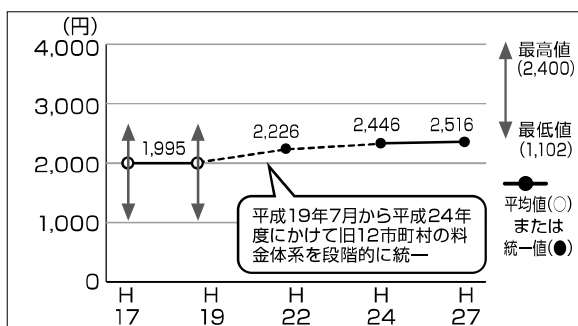 (円)
4,000
3,000
2,000
1,000
0
1,995
2,226
2,446
2,516
平成19年7月から平成24年
度にかけて旧12市町村の料
金体系を段階的に統一
H
17
H
19
H
22
H
24
H
27
最高値
(2,400)
最低値
(1,102)
平均値(○)
または
統一値(●)